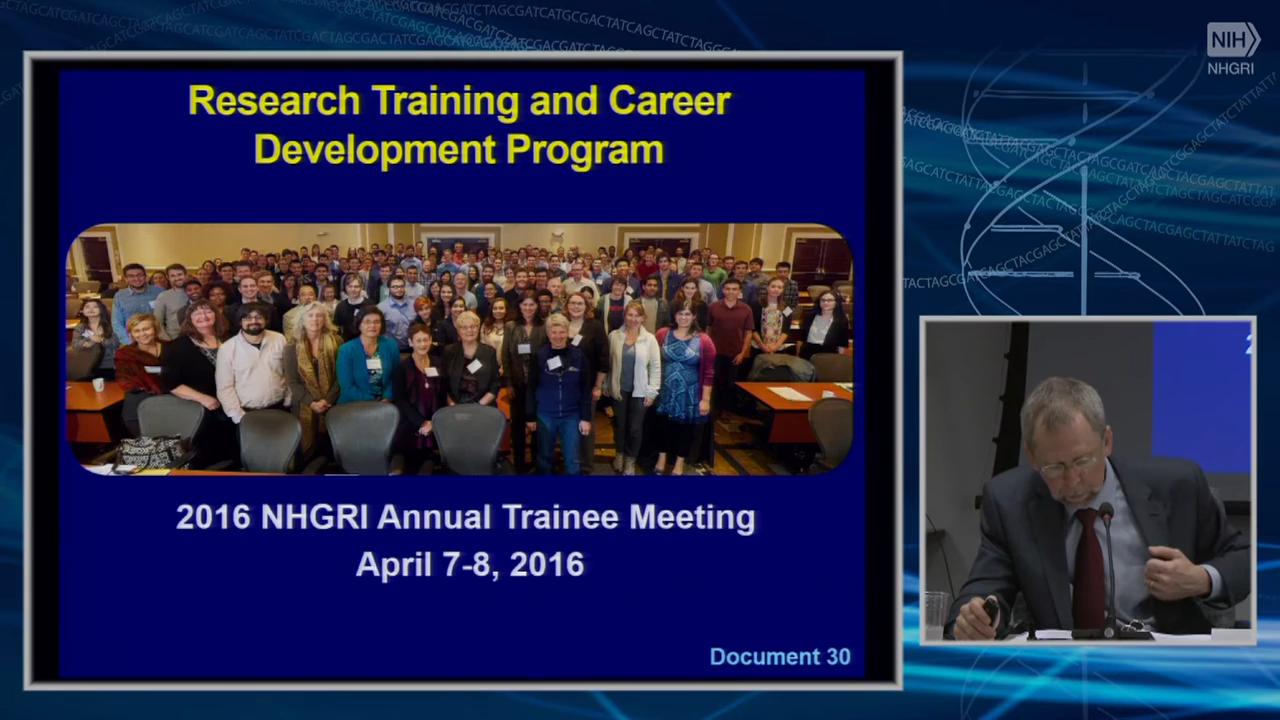 NIH
NHGRI
Research Training and Career
Development Program
2016 NHGRI Annual Trainee Meeting
April 7-8, 2016
Document 30